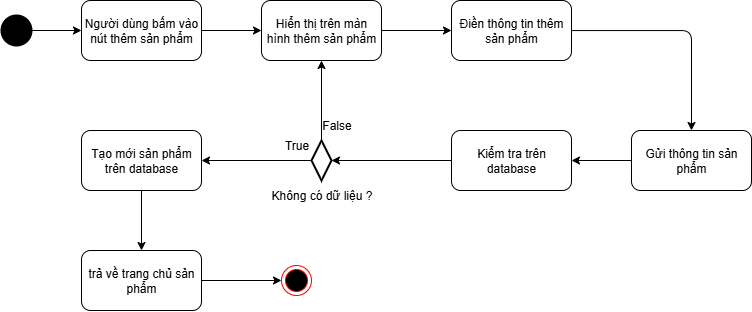 Người dùng bấm vào
nút thêm sản phẩm
Hiển thị trên màn
hình thêm sản phẩm
Điền thông tin thêm
sản phẩm
Gửi thông tin sản
phẩm
Kiểm tra trên
database
False
True
Không có dữ liệu ?
Tạo mới sản phẩm
trên database
trả về trang chủ sản
phẩm